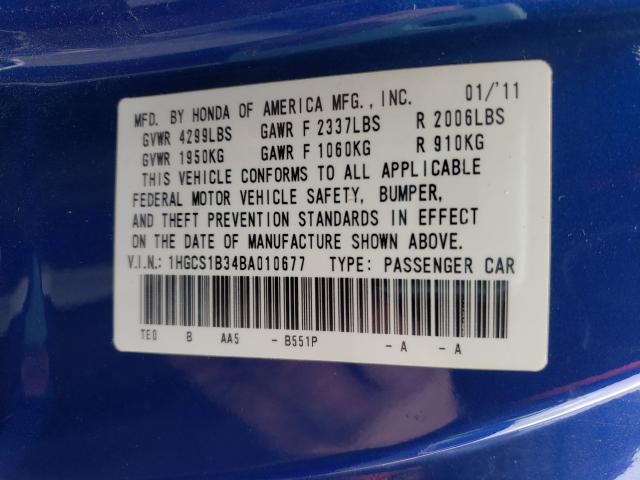 MFD. BY HONDA OF AMERICA MFG., INC. 01/'11
GVWR 4299LBS GAWR F 2337LBS R 2006LBS
GVWR 1950KG GAWR F 1060KG R 910KG
THIS VEHICLE CONFORMS TO ALL APPLICABLE
FEDERAL MOTOR VEHICLE SAFETY, BUMPER,
AND THEFT PREVENTION STANDARDS IN EFFECT
ON THE DATE OF MANUFACTURE SHOWN ABOVE.
V.I.N.: 1HGCS1B34BA010677 TYPE: PASSENGER CAR
TE0 B AA5 - B551P - A - A